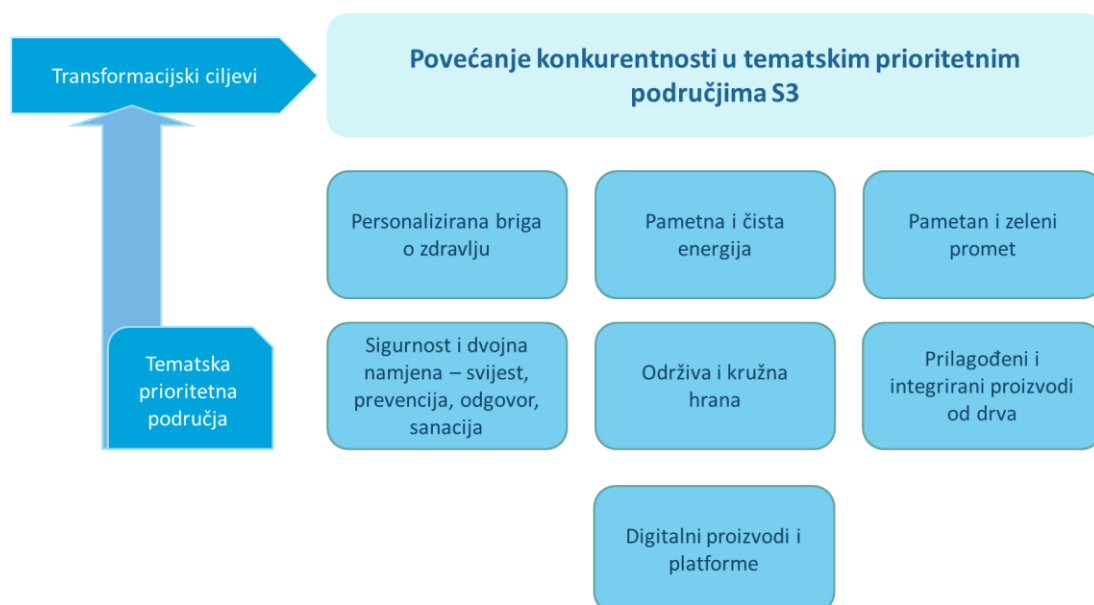 Transformacijski ciljevi
Povećanje konkurentnosti u tematskim prioritetnim
područjima S3
Personalizirana briga
o zdravlju
Pametna i čista
energija
Pametan i zeleni
promet
Tematska
prioritetna
područja
Sigurnost i dvojna
namjena – svijest,
prevencija, odgovor,
sanacija
Održiva i kružna
hrana
Prilagođeni i
integrirani proizvodi
od drva
Digitalni proizvodi i
platforme